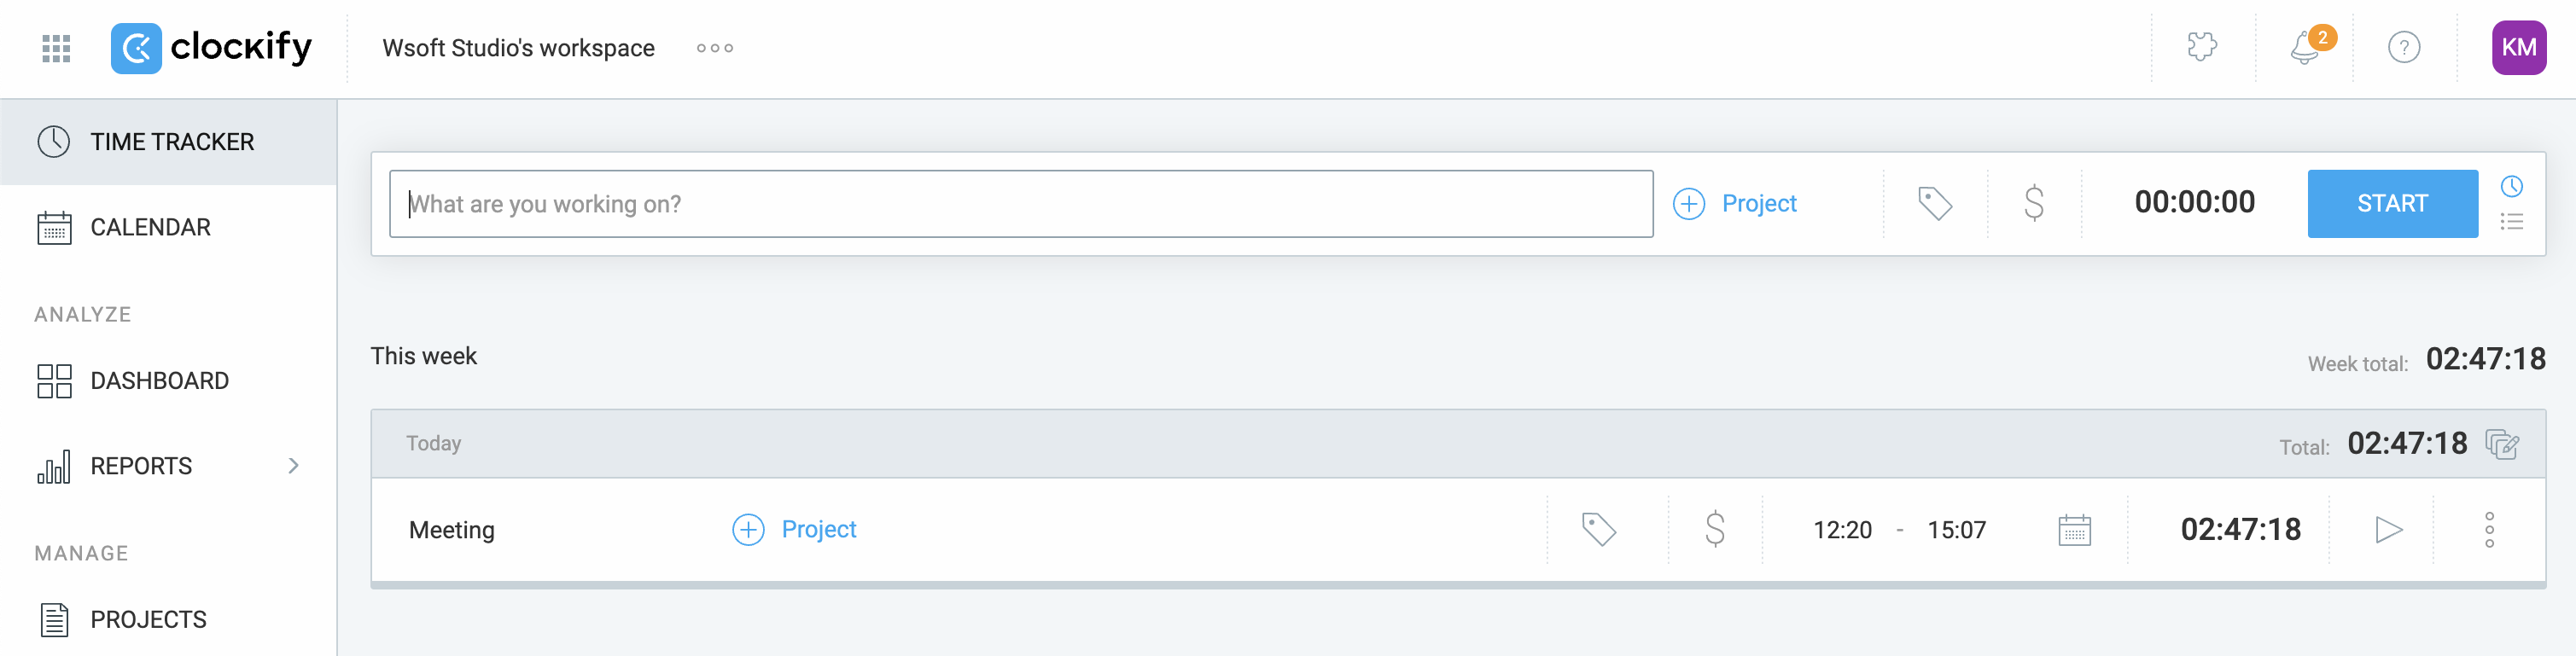 clockify
Wsoft Studio's workspace
2
?
KM
TIME TRACKER
CALENDAR
ANALYZE
DASHBOARD
REPORTS
MANAGE
PROJECTS
What are you working on?
Project
$
00:00:00
START
This week
Week total: 02:47:18
Today
Total: 02:47:18
Meeting
Project
$
12:20 - 15:07
02:47:18